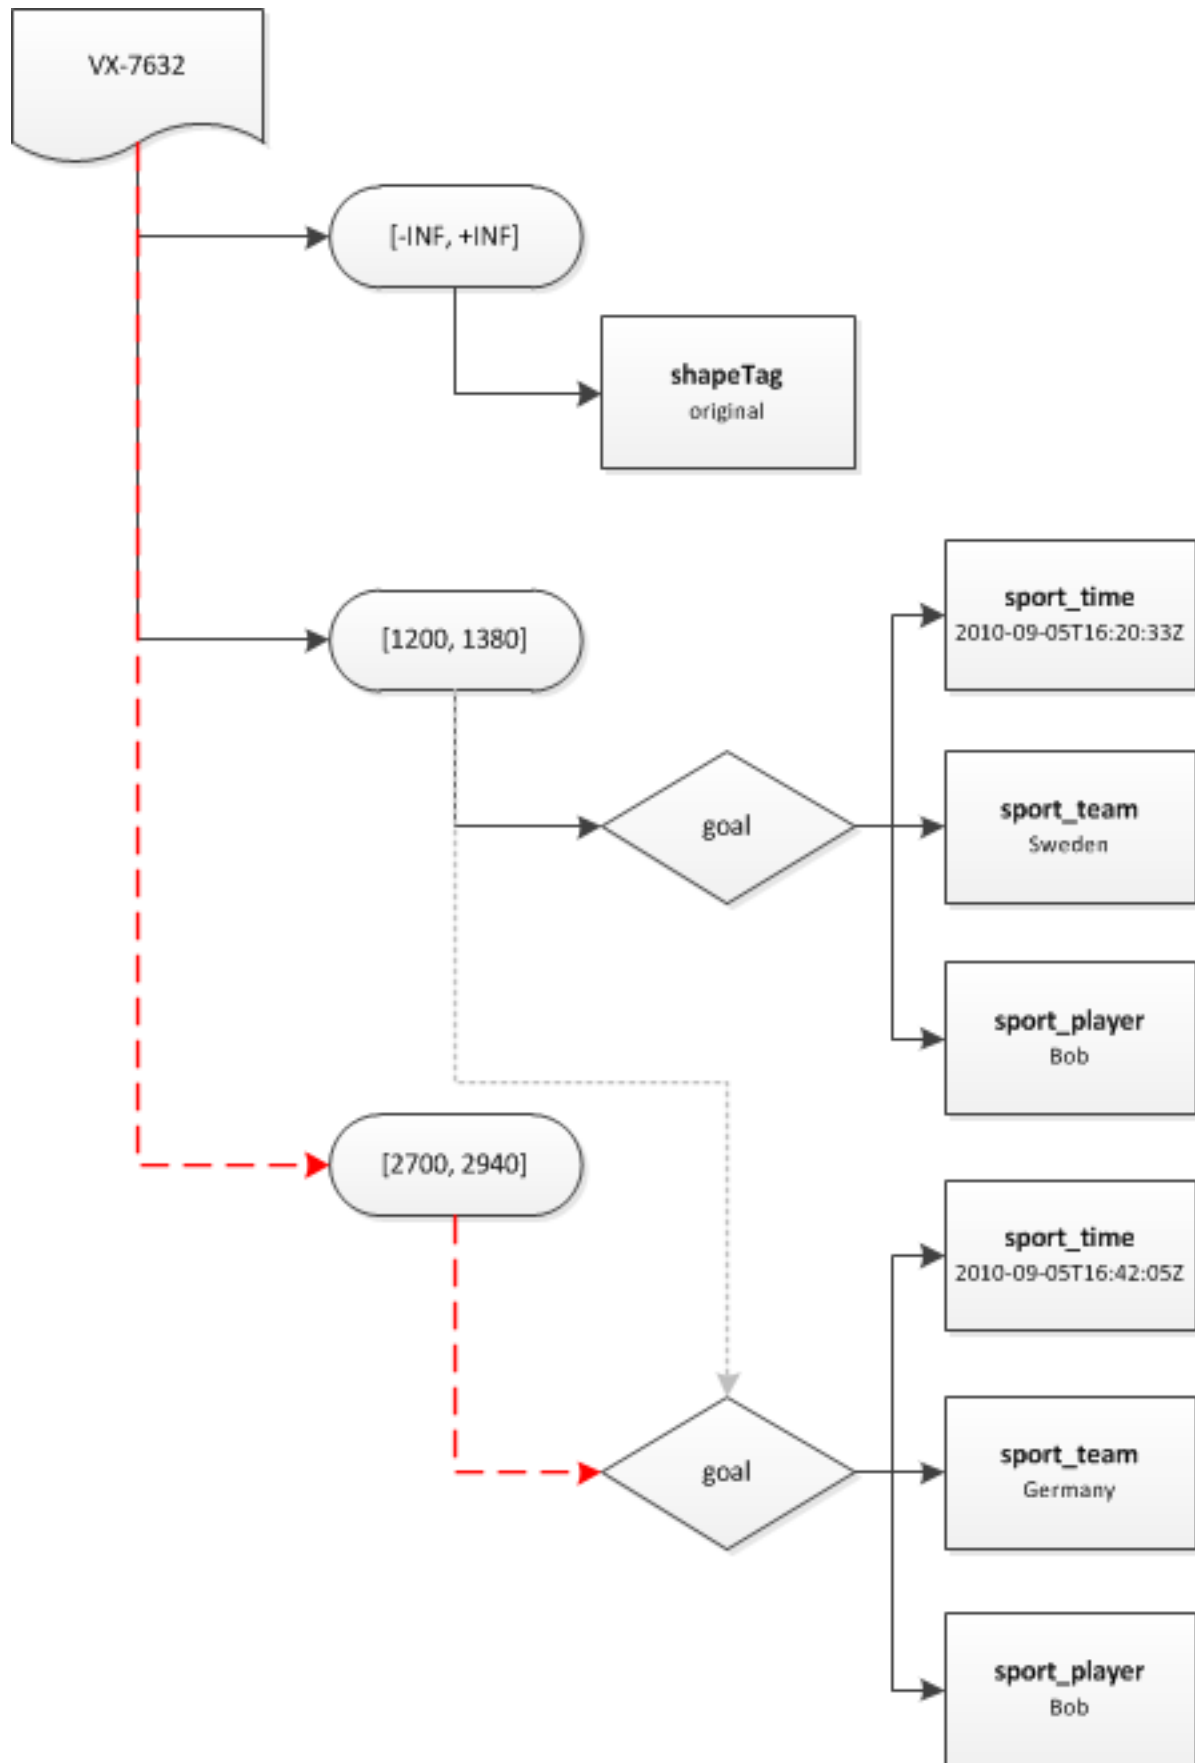 VX-7632
[-INF, +INF]
shapeTag
original
[1200, 1380]
goal
sport_time
2010-09-05T16:20:33Z
sport_team
Sweden
sport_player
Bob
[2700, 2940]
goal
sport_time
2010-09-05T16:42:05Z
sport_team
Germany
sport_player
Bob